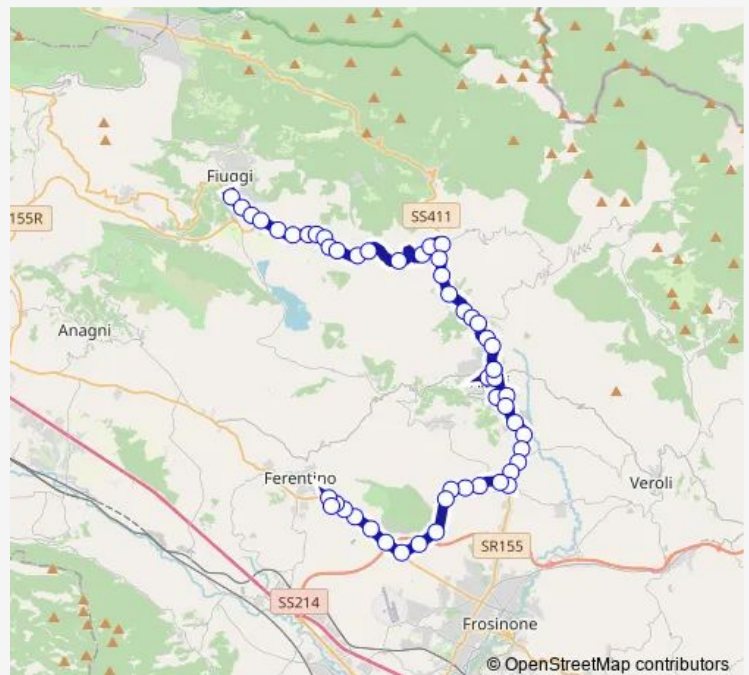 Fiuggi
SS411
155R
Anagni
Ferentino
Veroli
SR155
SS214
Frosinone
© OpenStreetMap contributors